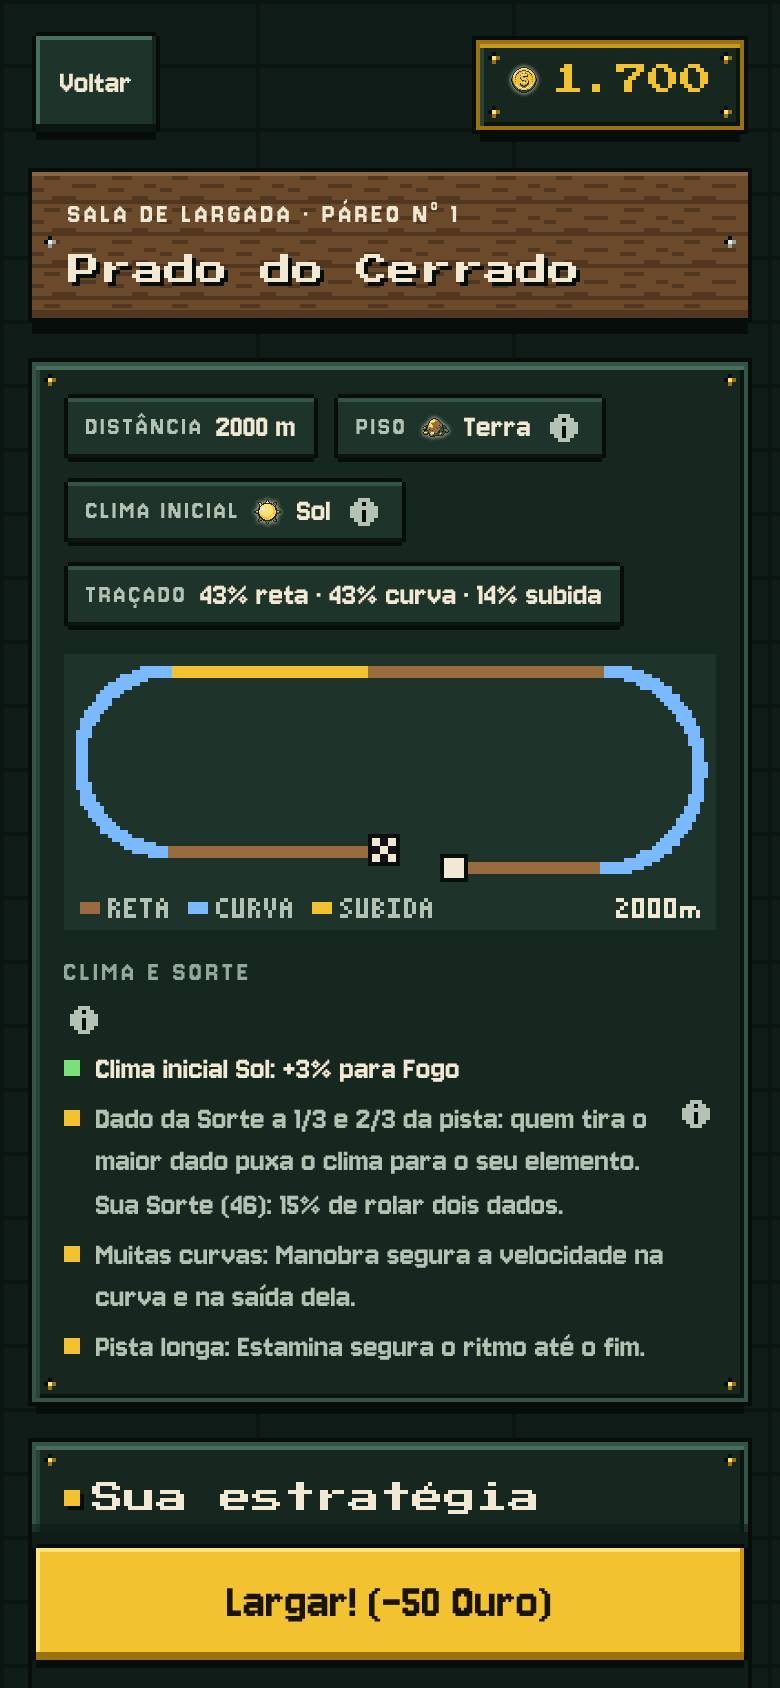 Voltar
1.700
SALA DE LARGADA · PÁREO Nº 1
Prado do Cerrado
DISTÂNCIA 2000 m
PISO Terra
CLIMA INICIAL Sol
TRAÇADO 43% reta · 43% curva · 14% subida
RETA CURVA SUBIDA 2000m
CLIMA E SORTE
Clima inicial Sol: +3% para Fogo
Dado da Sorte a 1/3 e 2/3 da pista: quem tira o
maior dado puxa o clima para o seu elemento.
Sua Sorte (46): 15% de rolar dois dados.
Muitas curvas: Manobra segura a velocidade na
curva e na saída dela.
Pista longa: Estamina segura o ritmo até o fim.
Sua estratégia
Largar! (-50 Ouro)